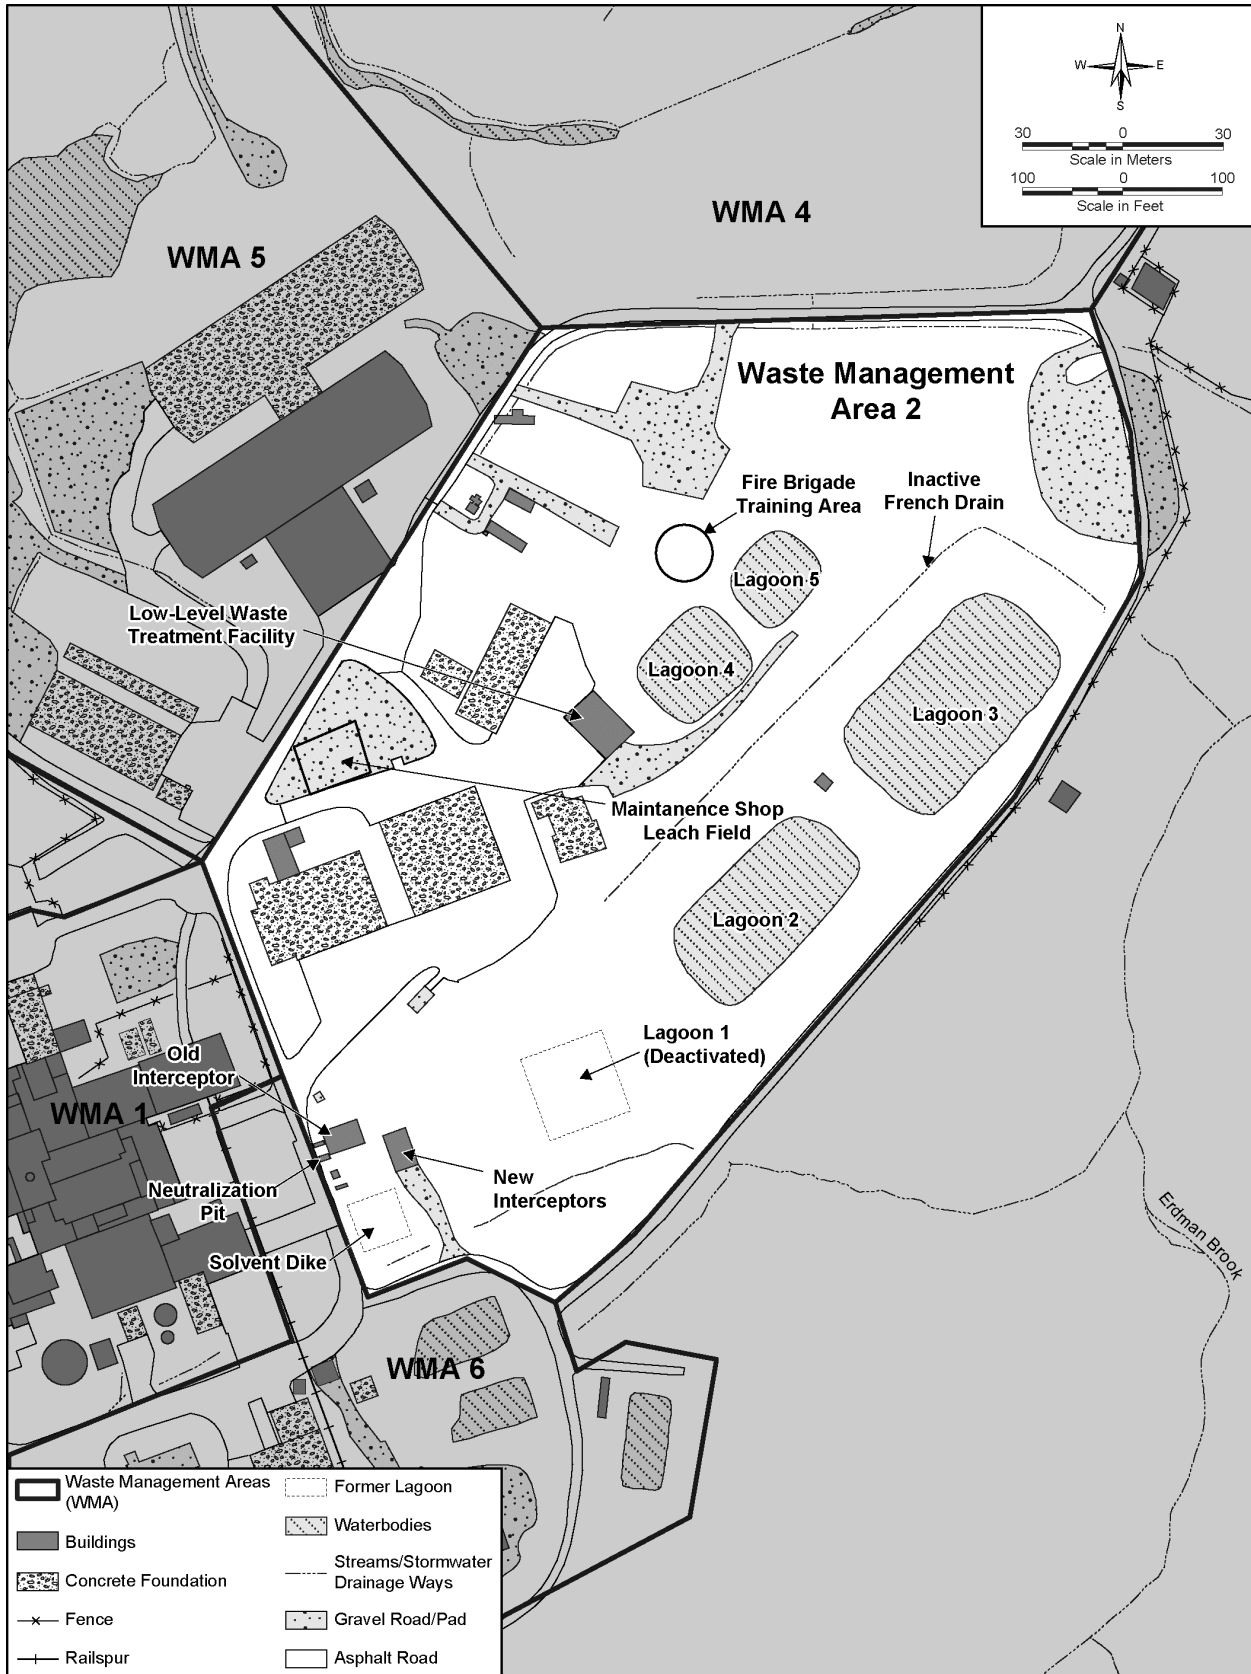 N
W E
S
30 0 30
Scale in Meters
100 0 100
Scale in Feet
WMA 4
WMA 5
Waste Management
Area 2
Fire Brigade
Training Area
Inactive
French Drain
Lagoon 5
Low-Level Waste
Treatment Facility
Lagoon 4
Lagoon 3
Maintanence Shop
Leach Field
Lagoon 2
Lagoon 1
(Deactivated)
Old
Interceptor
WMA 1
New
Interceptors
Neutralization
Pit
Solvent Dike
Erdman Brook
WMA 6
Waste Management Areas
(WMA)
Buildings
Concrete Foundation
Fence
Railspur
Former Lagoon
Waterbodies
Streams/Stormwater
Drainage Ways
Gravel Road/Pad
Asphalt Road